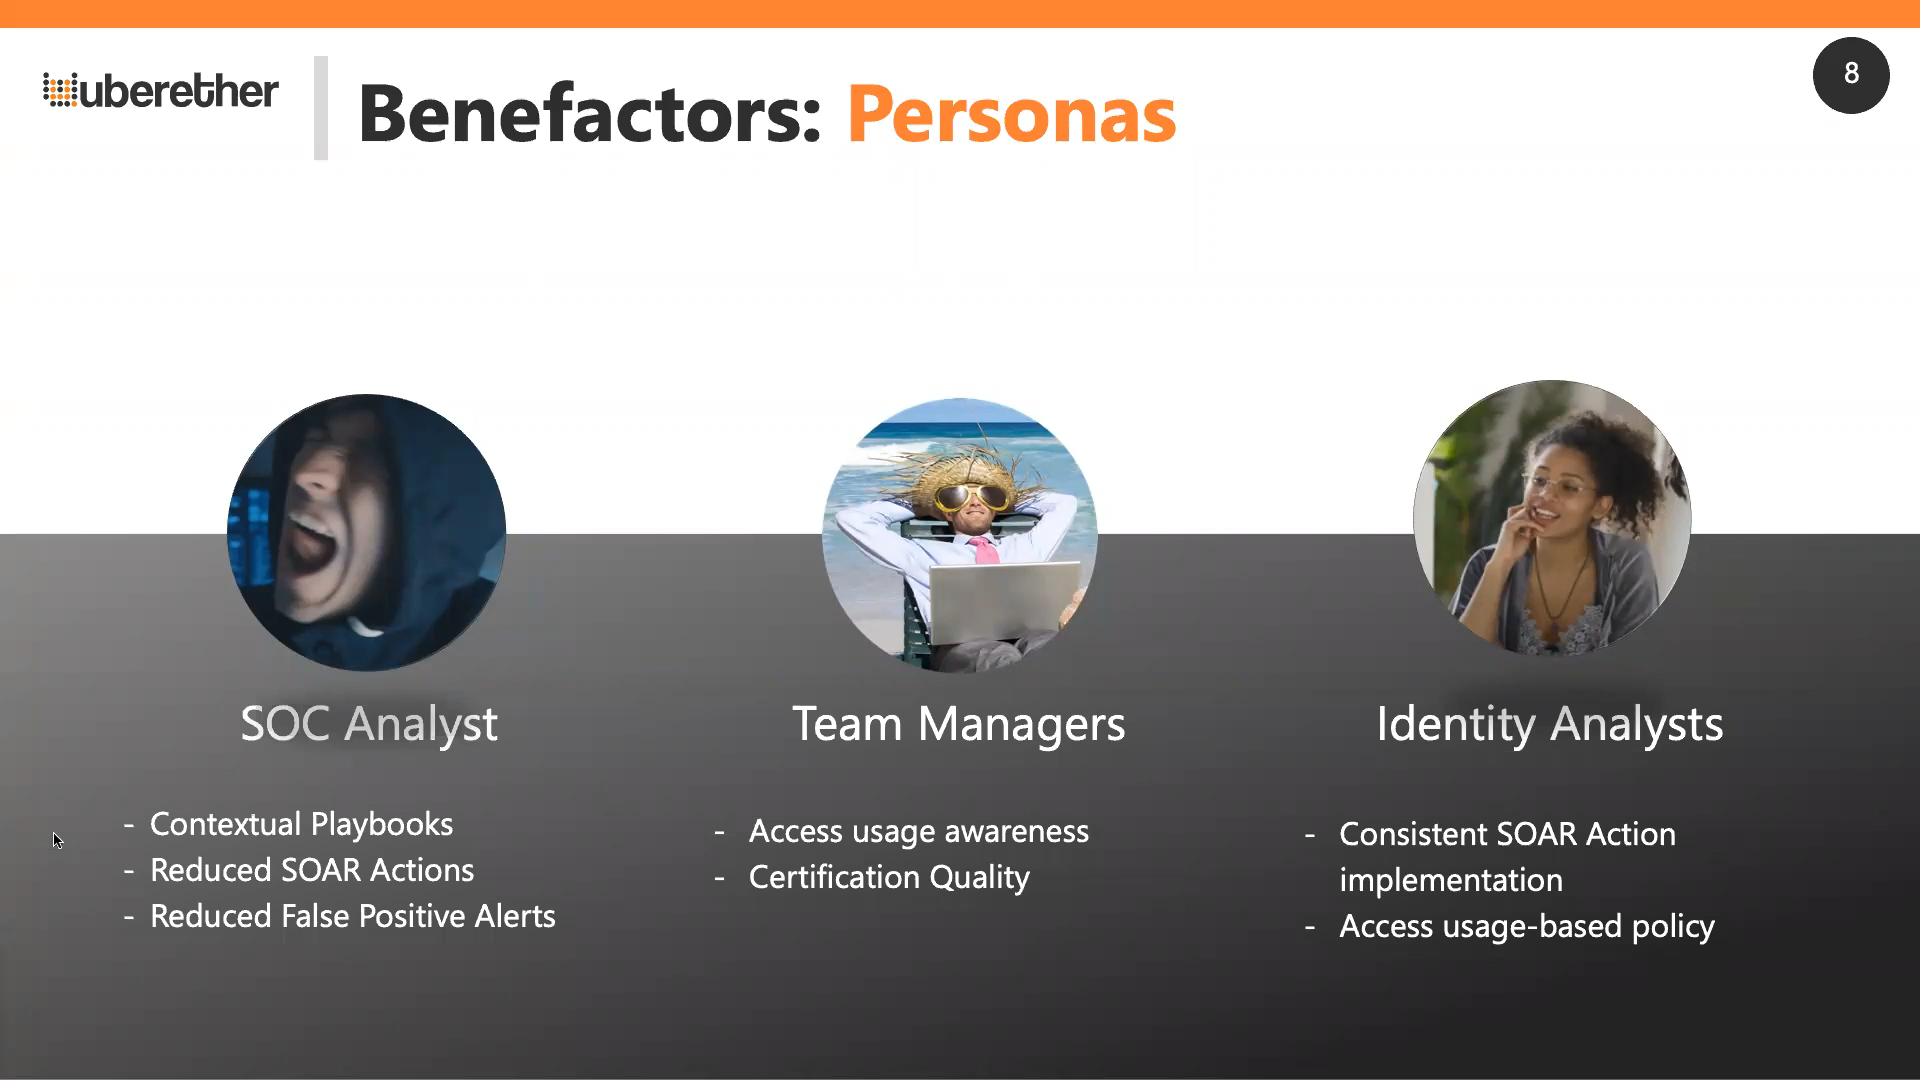 uberether
Benefactors: Personas
8
SOC Analyst
- Contextual Playbooks
- Reduced SOAR Actions
- Reduced False Positive Alerts
Team Managers
- Access usage awareness
- Certification Quality
Identity Analysts
- Consistent SOAR Action
implementation
- Access usage-based policy